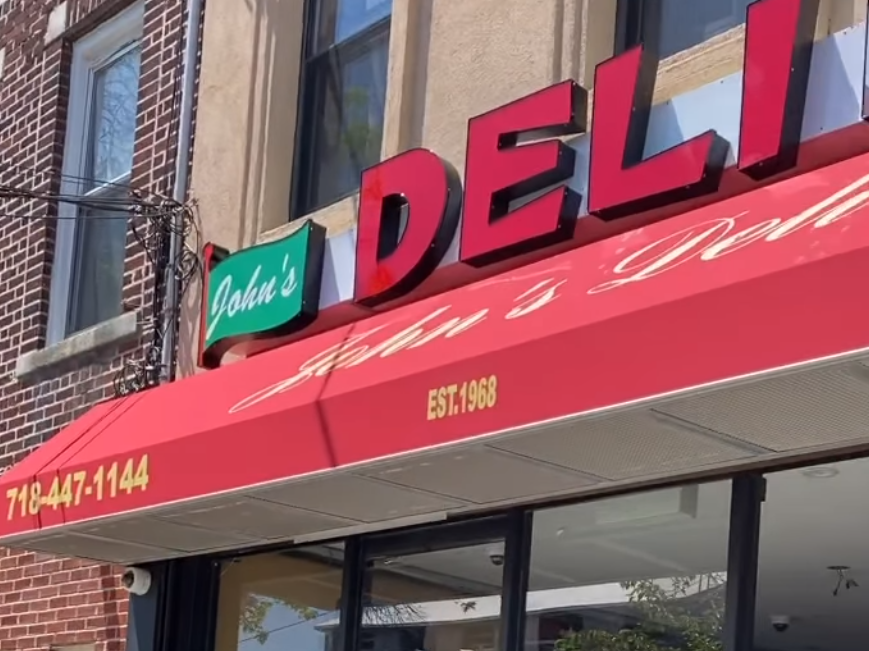 John's
DELI
John's Deli
EST.1968
718-447-1144